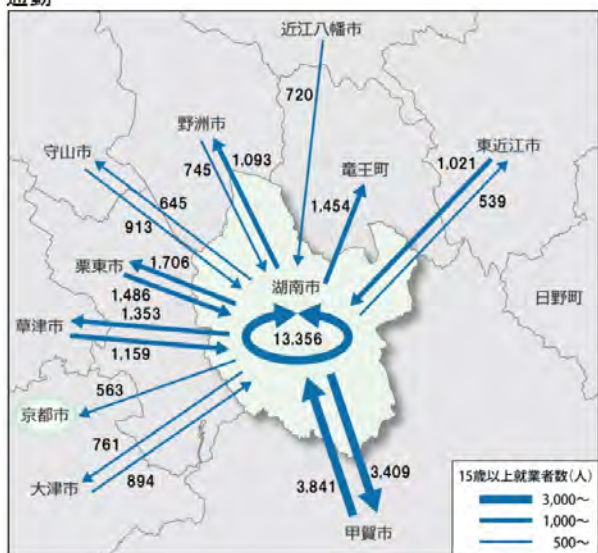 近江八幡市
720
野洲市
東近江市
守山市
745
1.093
竜王町
1.021
645
1.454
539
913
栗東市
1.706
湖南市
1.486
日野町
草津市
1.353
13.356
1,159
563
京都市
761
3.409
15歳以上就業者数(人)
大津市
894
3.841
3,000～
1,000～
甲賀市
500～